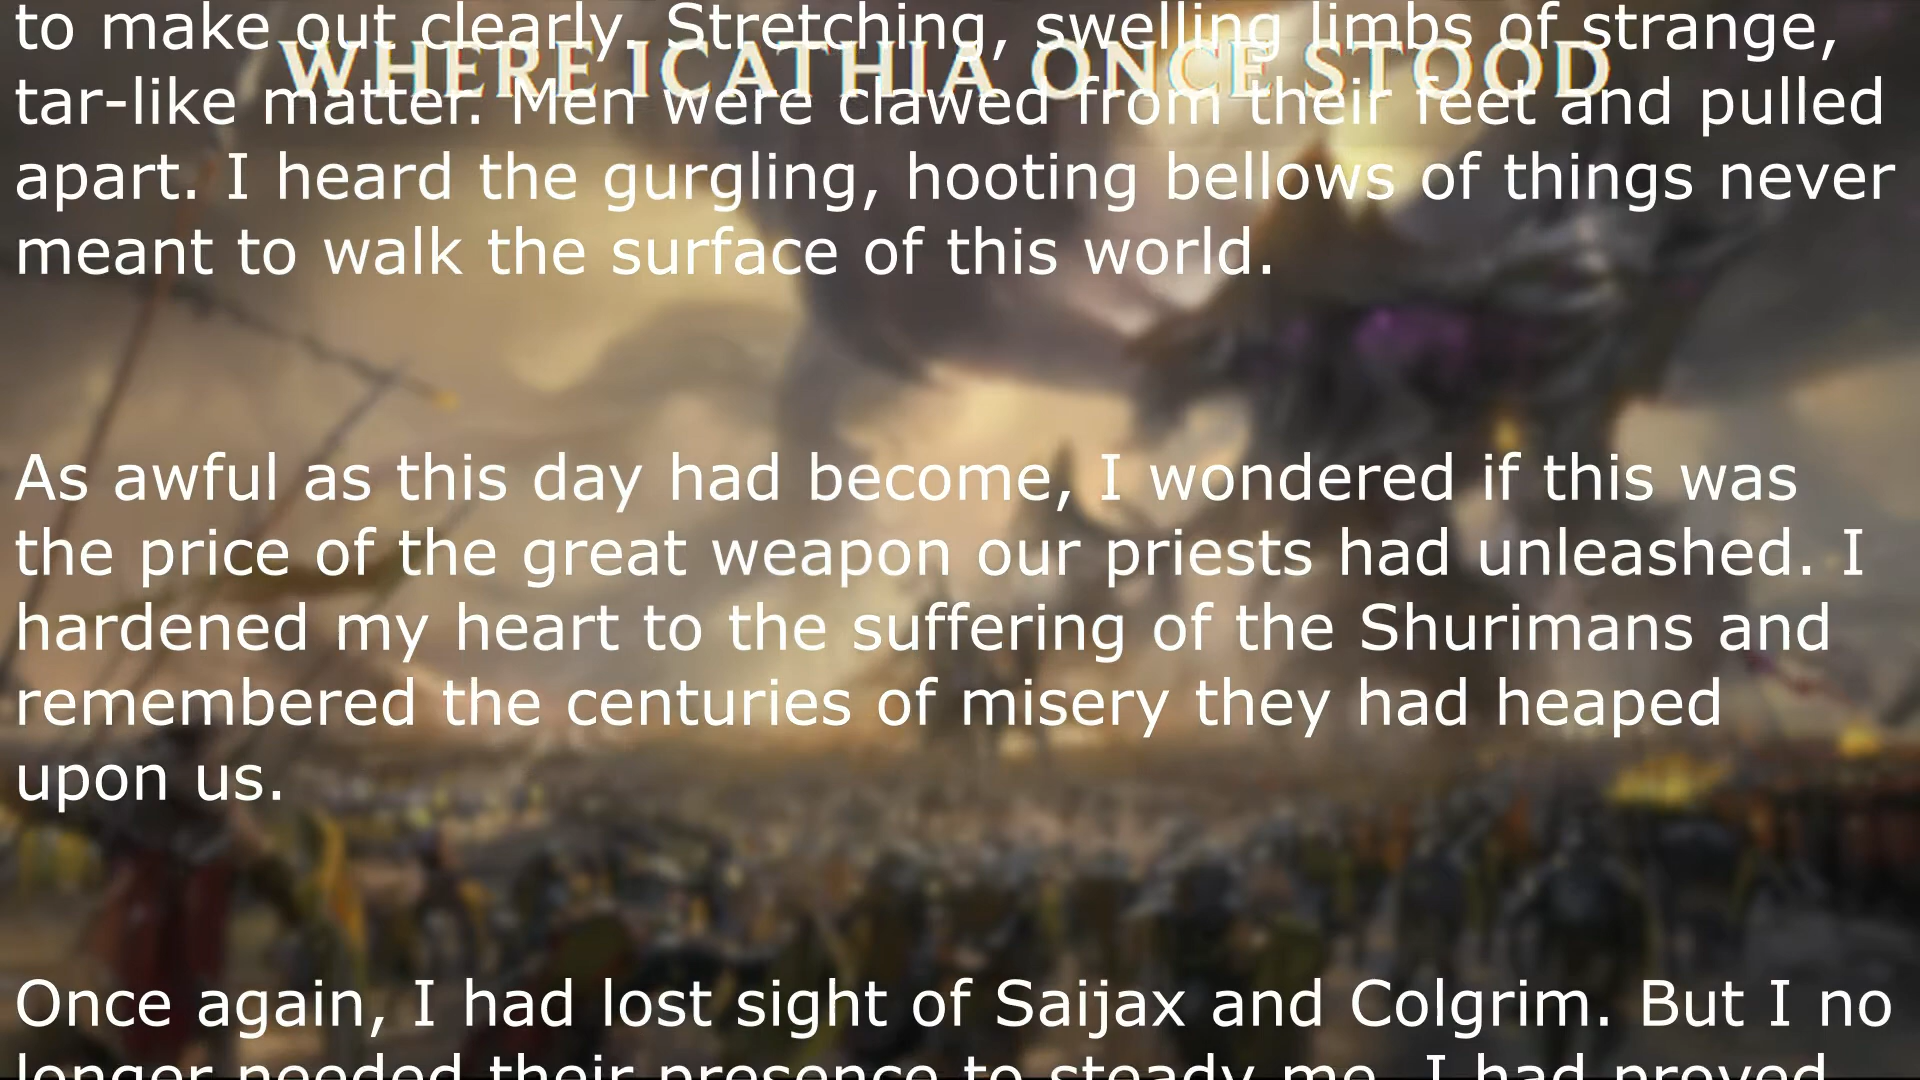 to make out clearly. Stretching, swelling limbs of strange,
WHERE ICATHIA ONCE STOOD
tar-like matter. Men were clawed from their feet and pulled
apart. I heard the gurgling, hooting bellows of things never
meant to walk the surface of this world.
As awful as this day had become, I wondered if this was
the price of the great weapon our priests had unleashed. I
hardened my heart to the suffering of the Shurimans and
remembered the centuries of misery they had heaped
upon us.
Once again, I had lost sight of Saijax and Colgrim. But I no
longer needed their presence to steady me. I had proved